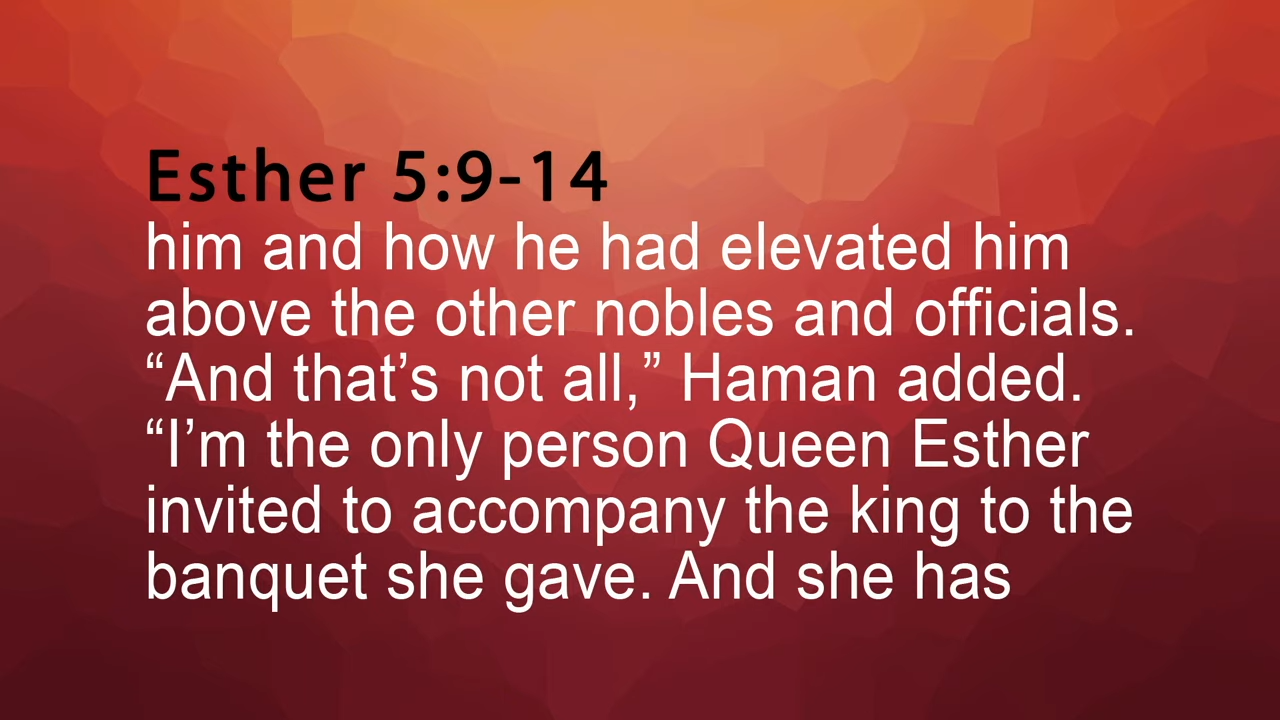 Esther 5:9-14
him and how he had elevated him
above the other nobles and officials.
“And that’s not all,” Haman added.
“I’m the only person Queen Esther
invited to accompany the king to the
banquet she gave. And she has